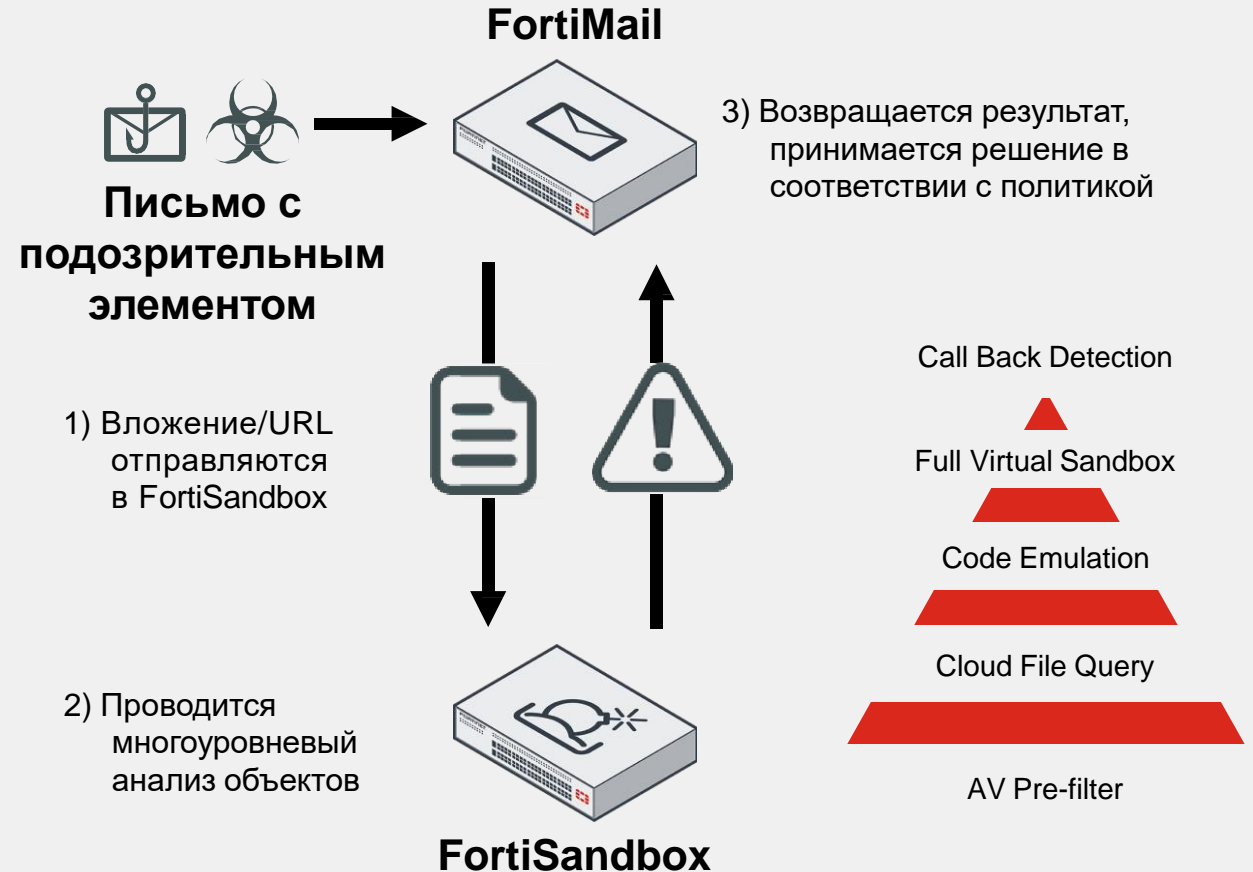 FortiMail
Письмо с
подозрительным
элементом
3) Возвращается результат,
принимается решение в
соответствии с политикой
1) Вложение/URL
отправляются
в FortiSandbox
2) Проводится
многоуровневый
анализ объектов
FortiSandbox
Call Back Detection
Full Virtual Sandbox
Code Emulation
Cloud File Query
AV Pre-filter